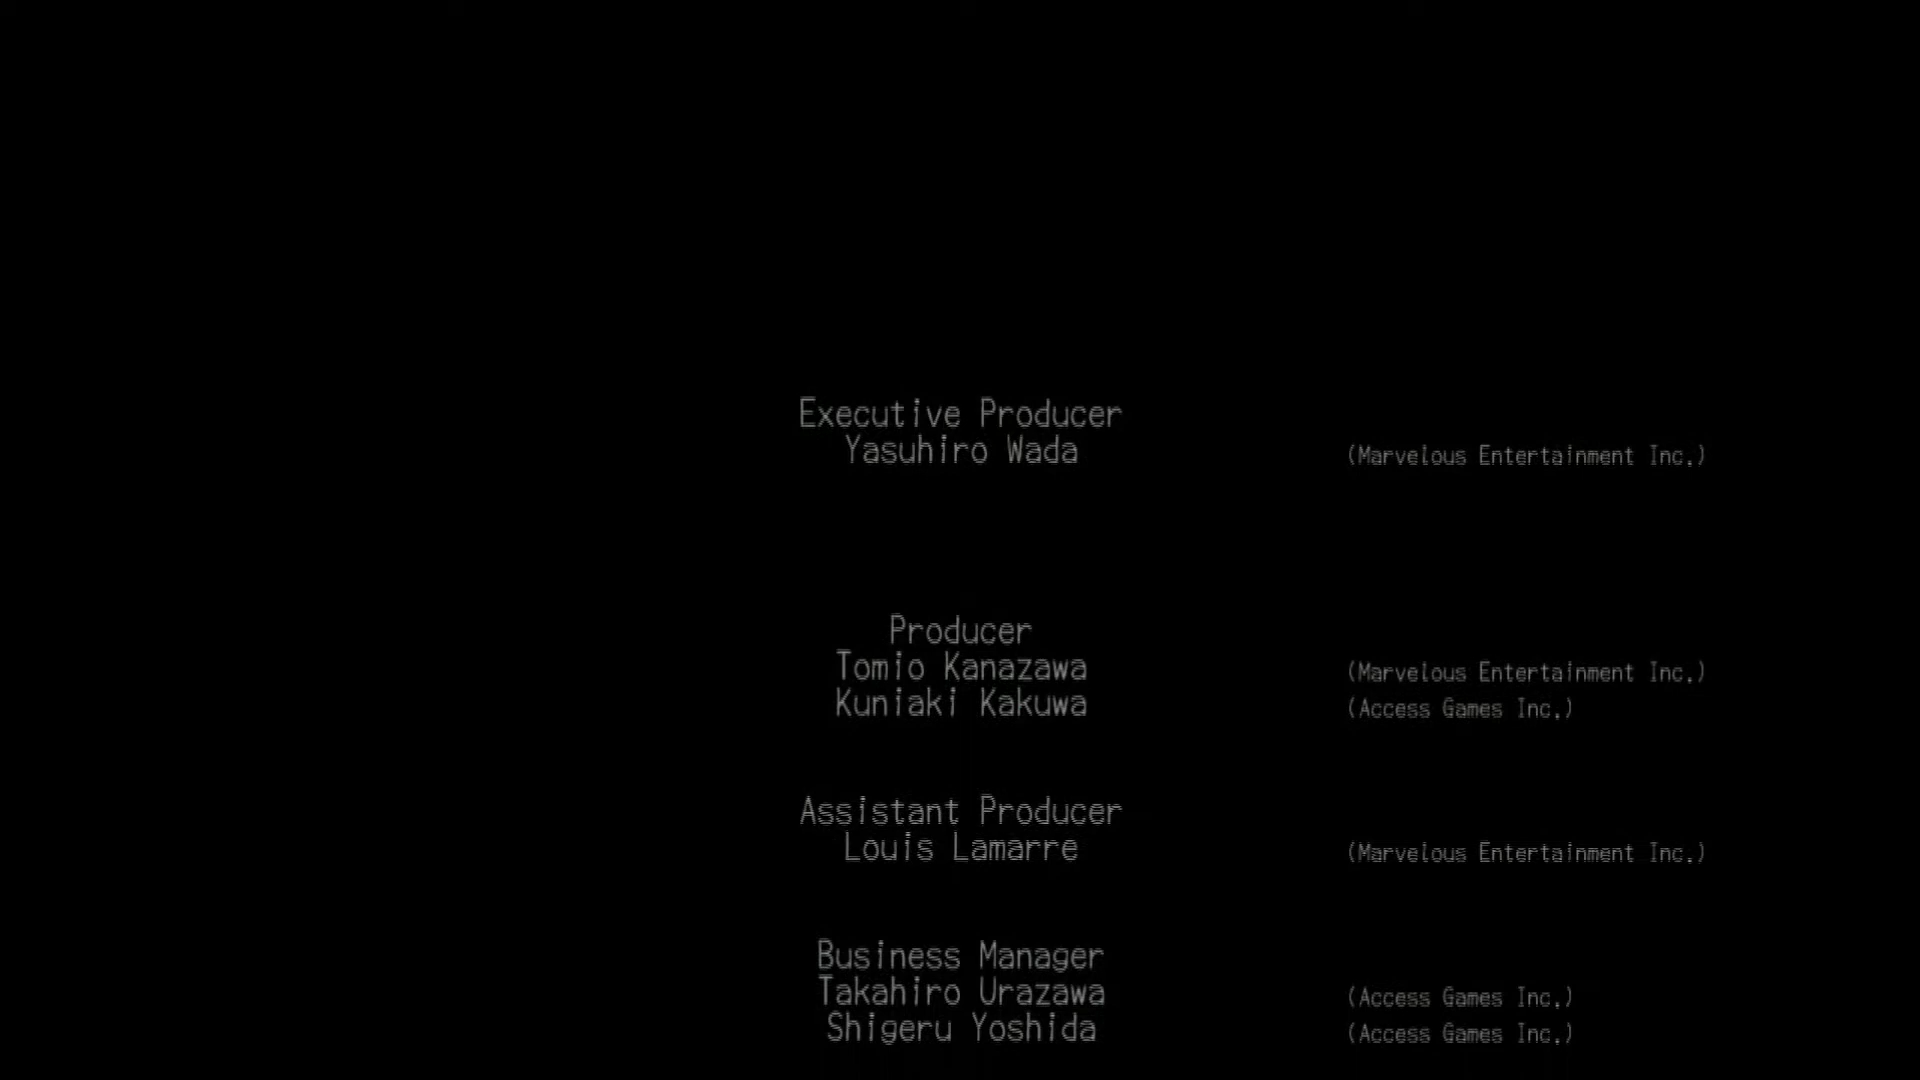 Executive Producer
Yasuhiro Wada (Marvelous Entertainment Inc.)
Producer
Tomio Kanazawa (Marvelous Entertainment Inc.)
Kuniaki Kakuwa (Access Games Inc.)
Assistant Producer
Louis Lamarre (Marvelous Entertainment Inc.)
Business Manager
Takahiro Urazawa (Access Games Inc.)
Shigeru Yoshida (Access Games Inc.)